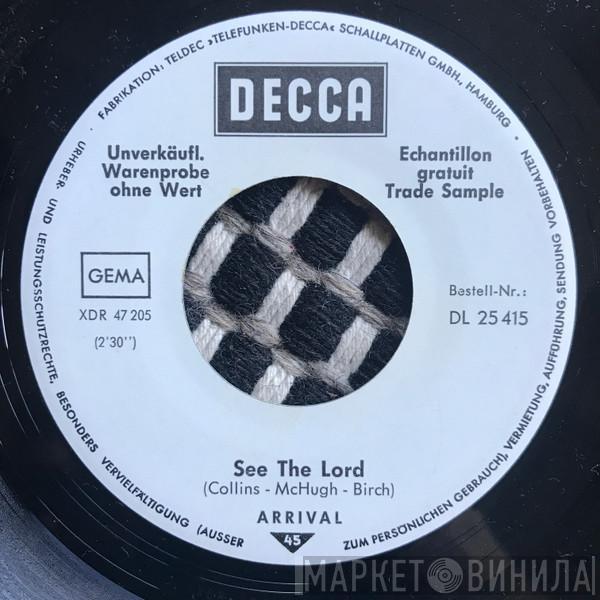 FABRIKATION: TELDEC »TELEFUNKEN-DECCA« SCHALLPLATTEN GMBH., HAMBURG •
DECCA
Unverkäufl.
Warenprobe
ohne Wert
Echantillon
gratuit
Trade Sample
GEMA
XDR 47 205
(2'30'')
Bestell-Nr.:
DL 25 415
See The Lord
(Collins - McHugh - Birch)
ARRIVAL
45
URHEBER- UND LEISTUNGSSCHUTZRECHTE, BESONDERS VERVIELFÄLTIGUNG (AUSSER ZUM PERSÖNLICHEN GEBRAUCH), VERMIETUNG, AUFFÜHRUNG, SENDUNG VORBEHALTEN •
МАРКЕТ ВИНИЛА